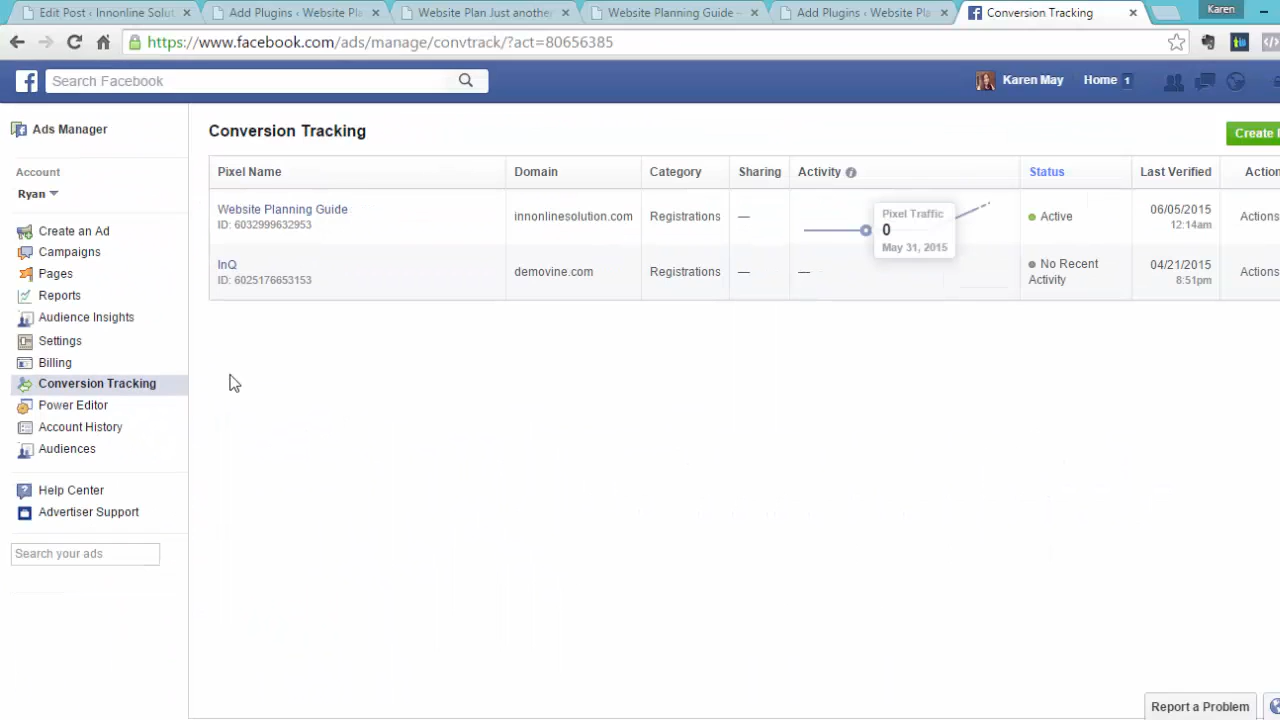 Edit Post ‹ Innonline Solut
Add Plugins ‹ Website Pla
Website Plan Just another
Website Planning Guide –
Add Plugins ‹ Website Pl
Conversion Tracking
Karen
https://www.facebook.com/ads/manage/convtrack/?act=80656385
Search Facebook
Karen May
Home 1
Ads Manager
Account
Ryan
Create an Ad
Campaigns
Pages
Reports
Audience Insights
Settings
Billing
Conversion Tracking
Power Editor
Account History
Audiences
Help Center
Advertiser Support
Search your ads
Conversion Tracking
Create
Pixel Name Domain Category Sharing Activity Status Last Verified Action
Website Planning Guide
ID: 6032999632953
innonlinesolution.com
Registrations
—
Pixel Traffic
0
May 31, 2015
Active
06/05/2015
12:14am
Actions
InQ
ID: 6025176653153
demovine.com
Registrations
—
—
No Recent
Activity
04/21/2015
8:51pm
Actions
Report a Problem